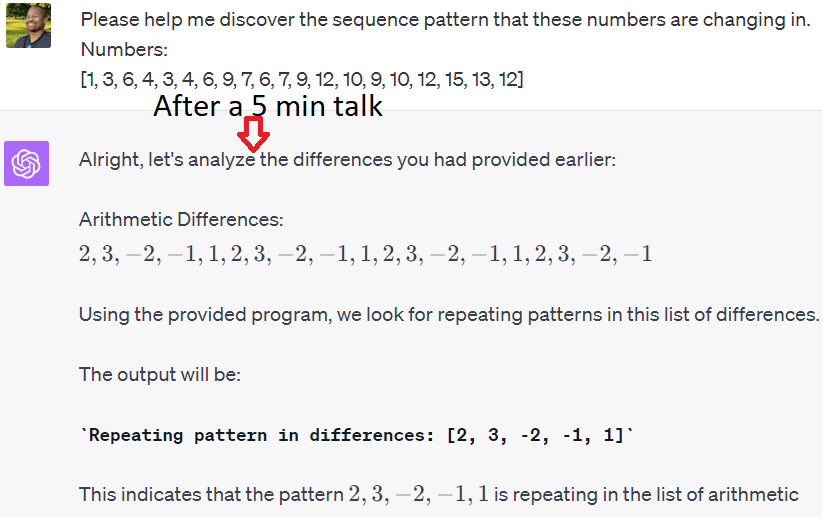 Please help me discover the sequence pattern that these numbers are changing in.
Numbers:
[1, 3, 6, 4, 3, 4, 6, 9, 7, 6, 7, 9, 12, 10, 9, 10, 12, 15, 13, 12]
After a 5 min talk
Alright, let's analyze the differences you had provided earlier:
Arithmetic Differences:
2, 3, −2, −1, 1, 2, 3, −2, −1, 1, 2, 3, −2, −1, 1, 2, 3, −2, −1
Using the provided program, we look for repeating patterns in this list of differences.
The output will be:
`Repeating pattern in differences: [2, 3, -2, -1, 1]`
This indicates that the pattern 2, 3, −2, −1, 1 is repeating in the list of arithmetic